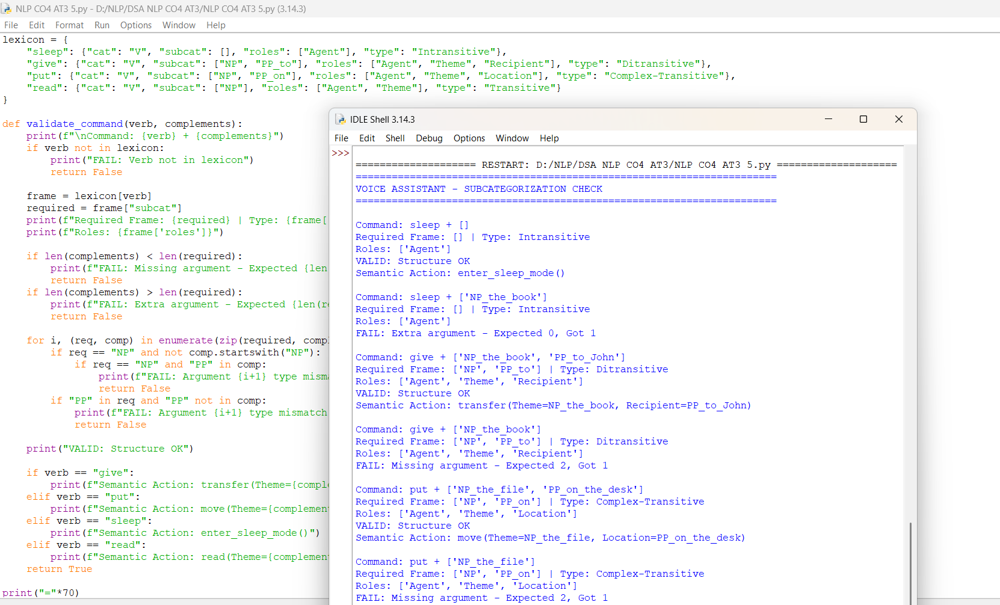 NLP CO4 AT3 5.py - D:/NLP/DSA NLP CO4 AT3/NLP CO4 AT3 5.py (3.14.3)
File Edit Format Run Options Window Help
lexicon = {
    "sleep": {"cat": "V", "subcat": [], "roles": ["Agent"], "type": "Intransitive"},
    "give": {"cat": "V", "subcat": ["NP", "PP_to"], "roles": ["Agent", "Theme", "Recipient"], "type": "Ditransitive"},
    "put": {"cat": "V", "subcat": ["NP", "PP_on"], "roles": ["Agent", "Theme", "Location"], "type": "Complex-Transitive"},
    "read": {"cat": "V", "subcat": ["NP"], "roles": ["Agent", "Theme"], "type": "Transitive"}
}
def validate_command(verb, complements):
    print(f"\nCommand: {verb} + {complements}")
    if verb not in lexicon:
        print("FAIL: Verb not in lexicon")
        return False
    frame = lexicon[verb]
    required = frame["subcat"]
    print(f"Required Frame: {required} | Type: {frame[
    print(f"Roles: {frame['roles']}")
    if len(complements) < len(required):
        print(f"FAIL: Missing argument - Expected {len
        return False
    if len(complements) > len(required):
        print(f"FAIL: Extra argument - Expected {len(re
        return False
    for i, (req, comp) in enumerate(zip(required, comp
        if req == "NP" and not comp.startswith("NP"):
            if req == "NP" and "PP" in comp:
                print(f"FAIL: Argument {i+1} type misma
                return False
        if "PP" in req and "PP" not in comp:
            print(f"FAIL: Argument {i+1} type mismatch
            return False
    print("VALID: Structure OK")
    if verb == "give":
        print(f"Semantic Action: transfer(Theme={comple
    elif verb == "put":
        print(f"Semantic Action: move(Theme={complemen
    elif verb == "sleep":
        print(f"Semantic Action: enter_sleep_mode()")
    elif verb == "read":
        print(f"Semantic Action: read(Theme={complemen
    return True
print("="*70)
IDLE Shell 3.14.3
File Edit Shell Debug Options Window Help
>>>
==================== RESTART: D:/NLP/DSA NLP CO4 AT3/NLP CO4 AT3 5.py ====================
======================================================================
VOICE ASSISTANT - SUBCATEGORIZATION CHECK
======================================================================
Command: sleep + []
Required Frame: [] | Type: Intransitive
Roles: ['Agent']
VALID: Structure OK
Semantic Action: enter_sleep_mode()
Command: sleep + ['NP_the_book']
Required Frame: [] | Type: Intransitive
Roles: ['Agent']
FAIL: Extra argument - Expected 0, Got 1
Command: give + ['NP_the_book', 'PP_to_John']
Required Frame: ['NP', 'PP_to'] | Type: Ditransitive
Roles: ['Agent', 'Theme', 'Recipient']
VALID: Structure OK
Semantic Action: transfer(Theme=NP_the_book, Recipient=PP_to_John)
Command: give + ['NP_the_book']
Required Frame: ['NP', 'PP_to'] | Type: Ditransitive
Roles: ['Agent', 'Theme', 'Recipient']
FAIL: Missing argument - Expected 2, Got 1
Command: put + ['NP_the_file', 'PP_on_the_desk']
Required Frame: ['NP', 'PP_on'] | Type: Complex-Transitive
Roles: ['Agent', 'Theme', 'Location']
VALID: Structure OK
Semantic Action: move(Theme=NP_the_file, Location=PP_on_the_desk)
Command: put + ['NP_the_file']
Required Frame: ['NP', 'PP_on'] | Type: Complex-Transitive
Roles: ['Agent', 'Theme', 'Location']
FAIL: Missing argument - Expected 2, Got 1